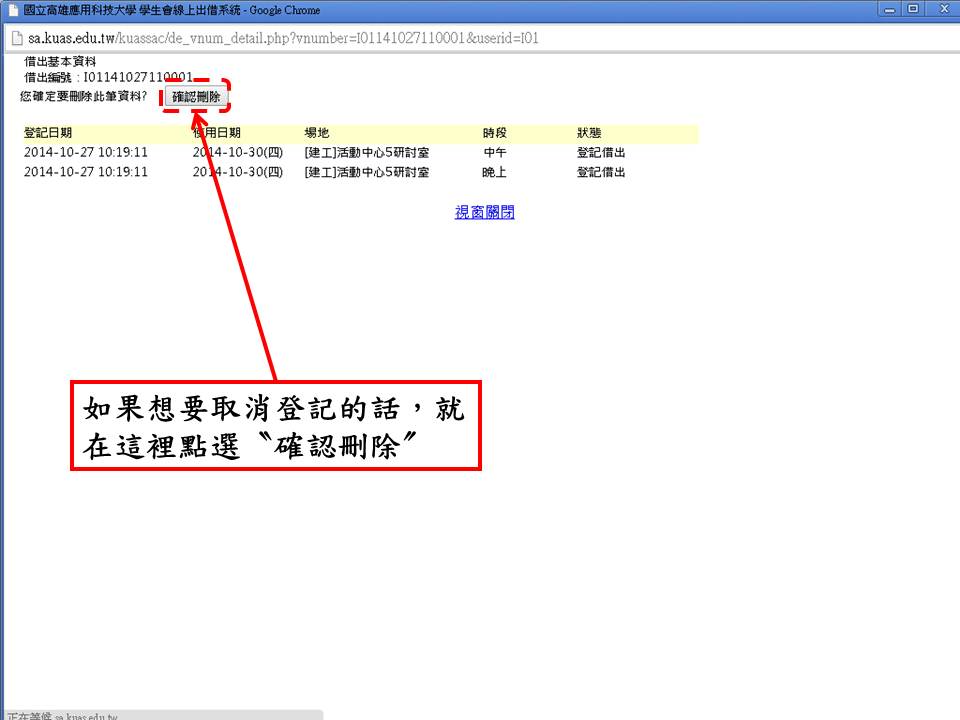 國立高雄應用科技大學 學生會線上出借系統 - Google Chrome
sa.kuas.edu.tw/kuassac/de_vnum_detail.php?vnumber=I01141027110001&userid=I01
借出基本資料
借出編號：I01141027110001
您確定要刪除此筆資料? 確認刪除
登記日期 使用日期 場地 時段 狀態
2014-10-27 10:19:11 2014-10-30(四) [建工]活動中心5研討室 中午 登記借出
2014-10-27 10:19:11 2014-10-30(四) [建工]活動中心5研討室 晚上 登記借出
視窗關閉
如果想要取消登記的話，就
在這裡點選〝確認刪除〞
正在等候 sa.kuas.edu.tw